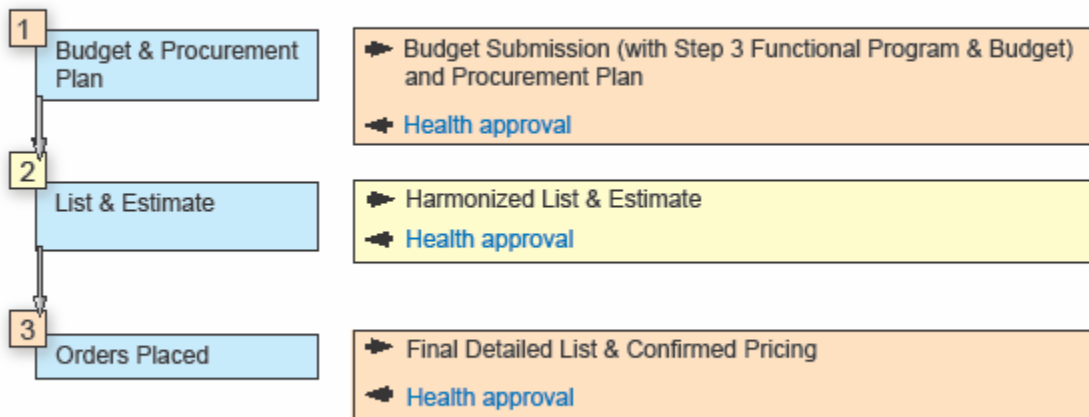 1
Budget & Procurement
Plan
Budget Submission (with Step 3 Functional Program & Budget)
and Procurement Plan
Health approval
2
List & Estimate
Harmonized List & Estimate
Health approval
3
Orders Placed
Final Detailed List & Confirmed Pricing
Health approval